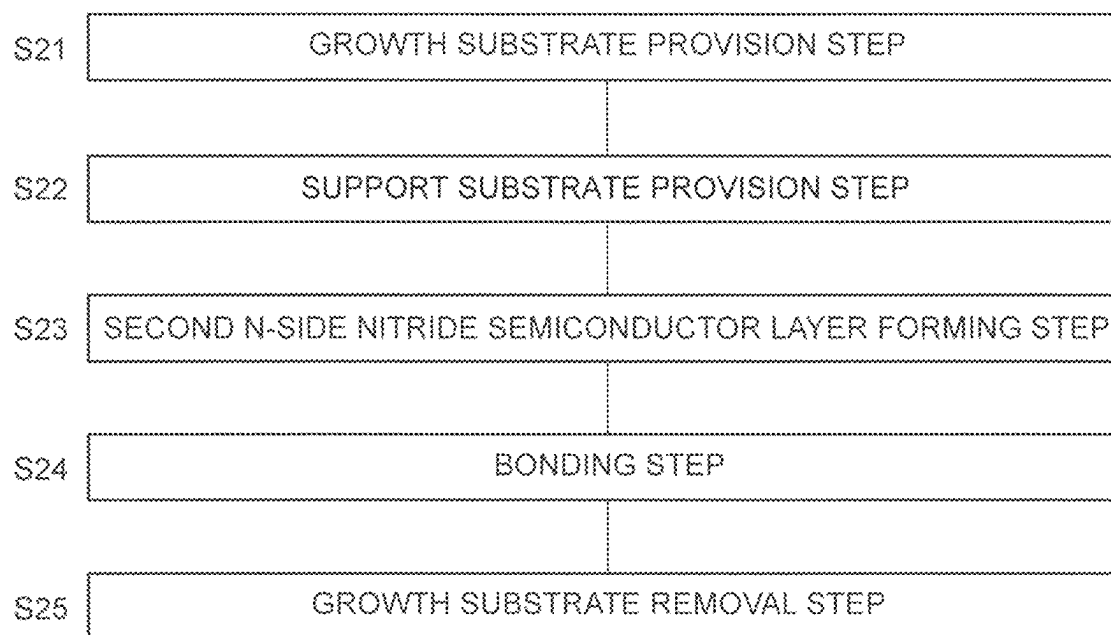 S21 GROWTH SUBSTRATE PROVISION STEP
S22 SUPPORT SUBSTRATE PROVISION STEP
S23 SECOND N-SIDE NITRIDE SEMICONDUCTOR LAYER FORMING STEP
S24 BONDING STEP
S25 GROWTH SUBSTRATE REMOVAL STEP